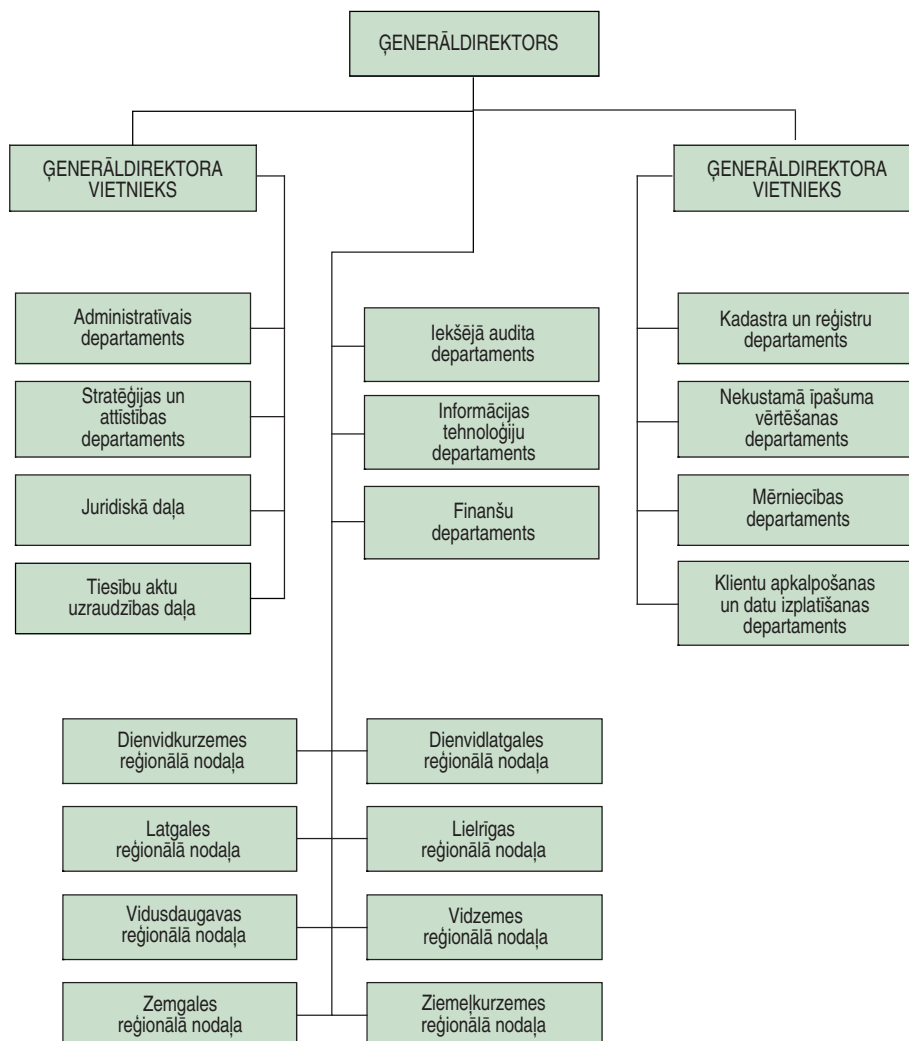 ĢENERĀLDIREKTORS
ĢENERĀLDIREKTORA
VIETNIEKS
ĢENERĀLDIREKTORA
VIETNIEKS
Administratīvais
departaments
Stratēģijas un
attīstības
departaments
Juridiskā daļa
Tiesību aktu
uzraudzības daļa
Iekšējā audita
departaments
Informācijas
tehnoloģiju
departaments
Finanšu
departaments
Kadastra un reģistru
departaments
Nekustamā īpašuma
vērtēšanas
departaments
Mērniecības
departaments
Klientu apkalpošanas
un datu izplatīšanas
departaments
Dienvidkurzemes
reģionālā nodaļa
Dienvidlatgales
reģionālā nodaļa
Latgales
reģionālā nodaļa
Lielrīgas
reģionālā nodaļa
Vidusdaugavas
reģionālā nodaļa
Vidzemes
reģionālā nodaļa
Zemgales
reģionālā nodaļa
Ziemeļkurzemes
reģionālā nodaļa